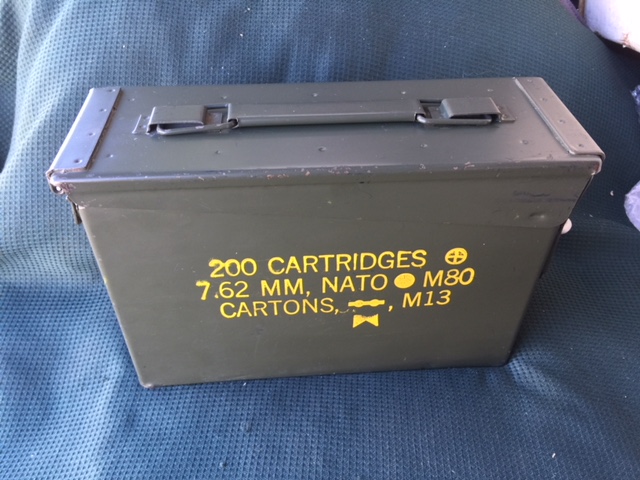 200 CARTRIDGES ⊕
7.62 MM, NATO ● M80
CARTONS, , M13